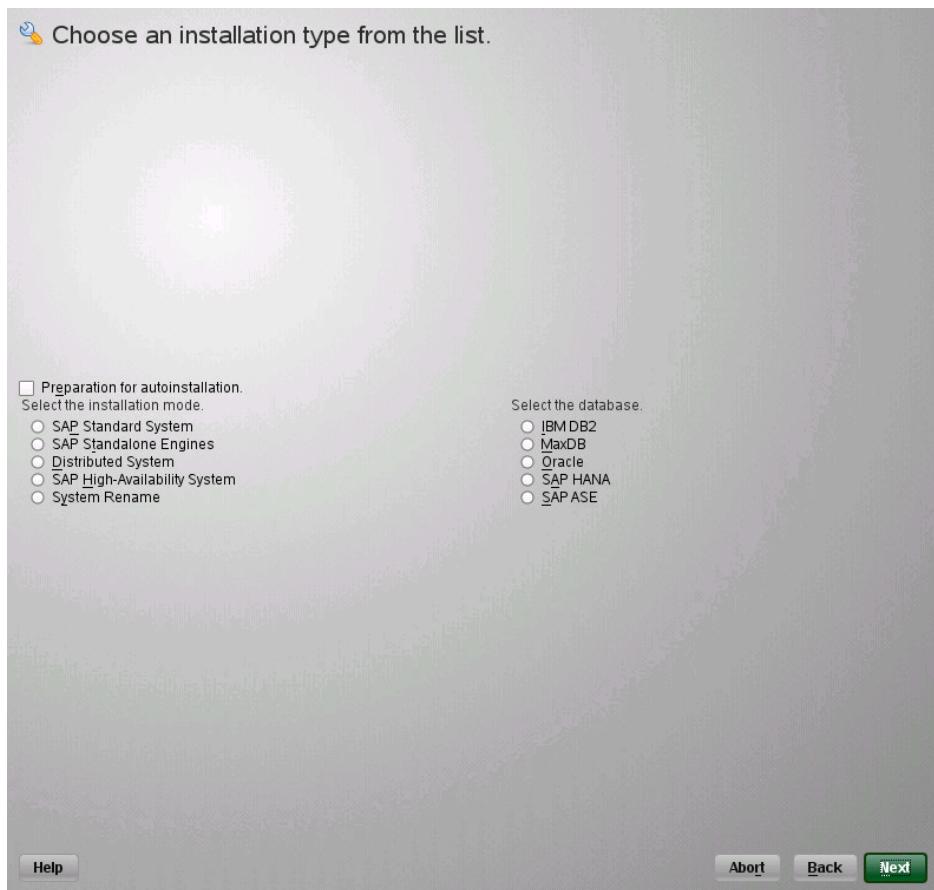 Choose an installation type from the list.
Preparation for autoinstallation.
Select the installation mode.
SAP Standard System
SAP Standalone Engines
Distributed System
SAP High-Availability System
System Rename
Select the database.
IBM DB2
MaxDB
Oracle
SAP HANA
SAP ASE
Help
Abort
Back
Next